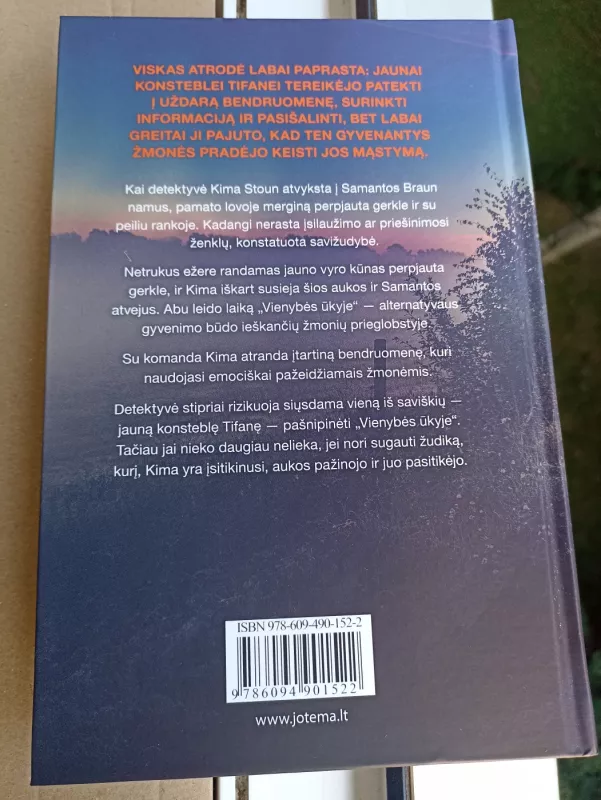 VISKAS ATRODĖ LABAI PAPRASTA: JAUNAI
KONSTEBLEI TIFANEI TEREIKĖJO PATEKTI
Į UŽDARĄ BENDRUOMENĘ, SURINKTI
INFORMACIJĄ IR PASIŠALINTI, BET LABAI
GREITAI JI PAJUTO, KAD TEN GYVENANTYS
ŽMONĖS PRADĖJO KEISTI JOS MĄSTYMĄ.
Kai detektyvė Kima Stoun atvyksta į Samantos Braun
namus, pamato lovoje merginą perpjauta gerkle ir su
peiliu rankoje. Kadangi nerasta įsilaužimo ar priešinimosi
ženklų, konstatuota savižudybė.
Netrukus ežere randamas jauno vyro kūnas perpjauta
gerkle, ir Kima iškart susieja šios aukos ir Samantos
atvejus. Abu leido laiką „Vienybės ūkyje“ — alternatyvaus
gyvenimo būdo ieškančių žmonių prieglobstyje.
Su komanda Kima atranda įtartiną bendruomenę, kuri
naudojasi emociškai pažeidžiamais žmonėmis.
Detektyvė stipriai rizikuoja siųsdama vieną iš saviškių —
jauną konsteblę Tifanę — pašnipinėti „Vienybės ūkyje“.
Tačiau jai nieko daugiau nelieka, jei nori sugauti žudiką,
kurį, Kima yra įsitikinusi, aukos pažinojo ir juo pasitikėjo.
ISBN 978-609-490-152-2
9 786094 901522
www.jotema.lt